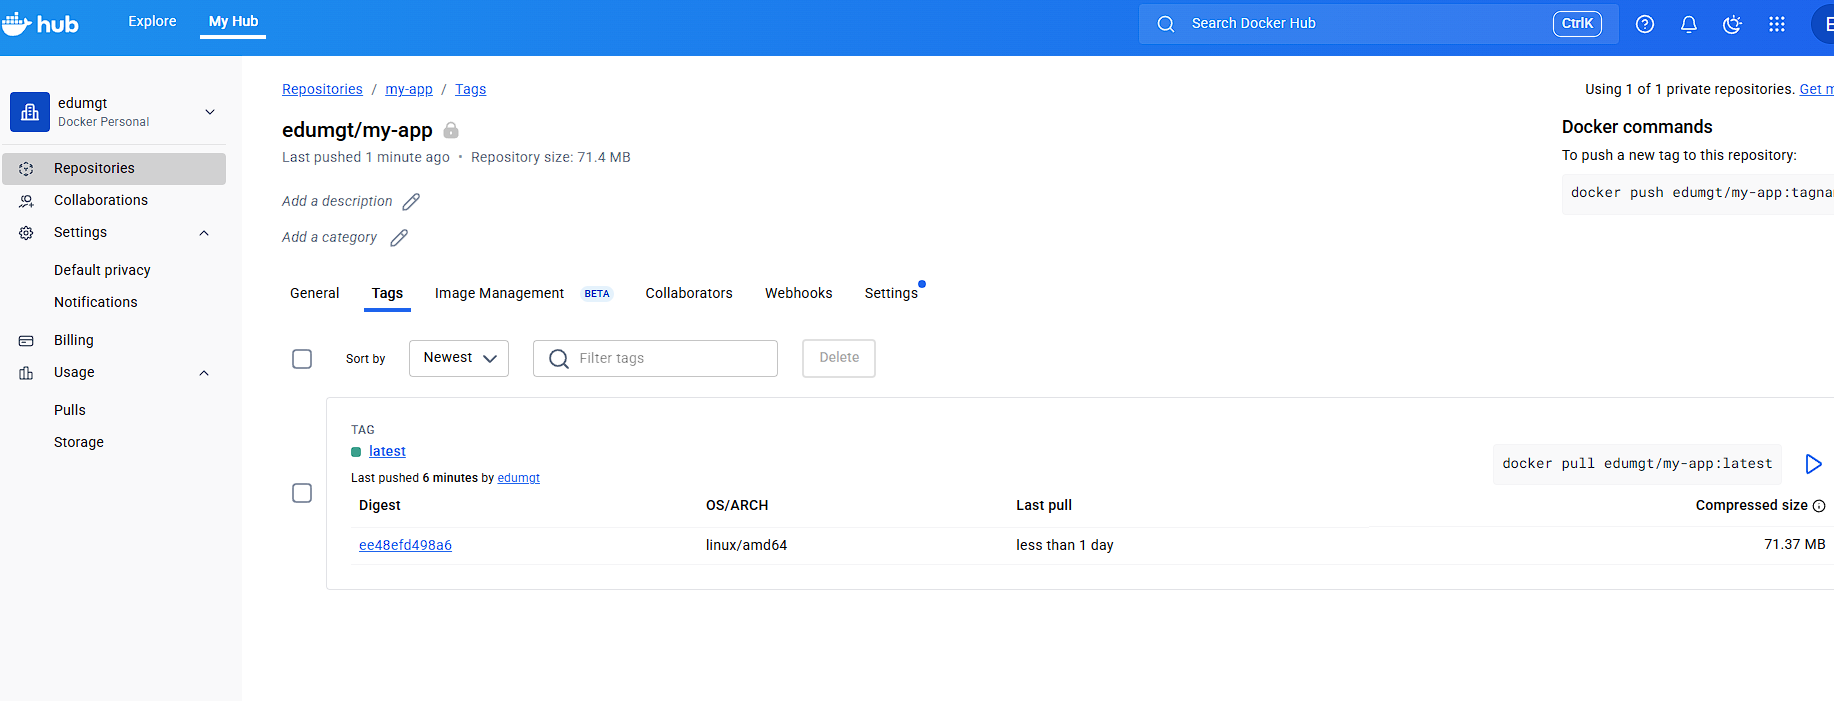 hub Explore My Hub Search Docker Hub CtrlK
edumgt
Docker Personal
Repositories
Collaborations
Settings
Default privacy
Notifications
Billing
Usage
Pulls
Storage
Repositories / my-app / Tags
Using 1 of 1 private repositories. Get
edumgt/my-app
Last pushed 1 minute ago • Repository size: 71.4 MB
Add a description
Add a category
Docker commands
To push a new tag to this repository:
docker push edumgt/my-app:tagna
General Tags Image Management BETA Collaborators Webhooks Settings
Sort by Newest Filter tags Delete
TAG
latest
Last pushed 6 minutes by edumgt
docker pull edumgt/my-app:latest
Digest OS/ARCH Last pull Compressed size
ee48efd498a6 linux/amd64 less than 1 day 71.37 MB